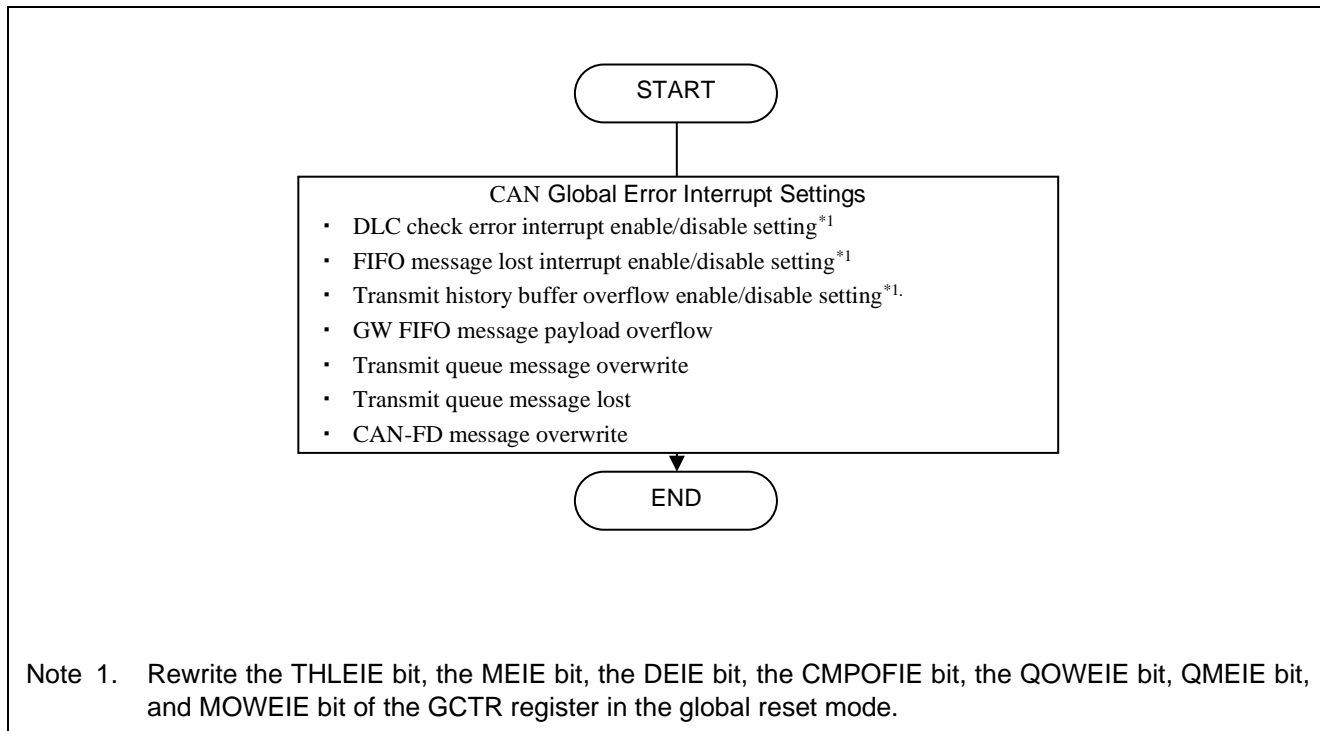 START
CAN Global Error Interrupt Settings
・ DLC check error interrupt enable/disable setting*1
・ FIFO message lost interrupt enable/disable setting*1
・ Transmit history buffer overflow enable/disable setting*1.
・ GW FIFO message payload overflow
・ Transmit queue message overwrite
・ Transmit queue message lost
・ CAN-FD message overwrite
END
Note 1. Rewrite the THLEIE bit, the MEIE bit, the DEIE bit, the CMPOFIE bit, the QOWEIE bit, QMEIE bit,
and MOWEIE bit of the GCTR register in the global reset mode.